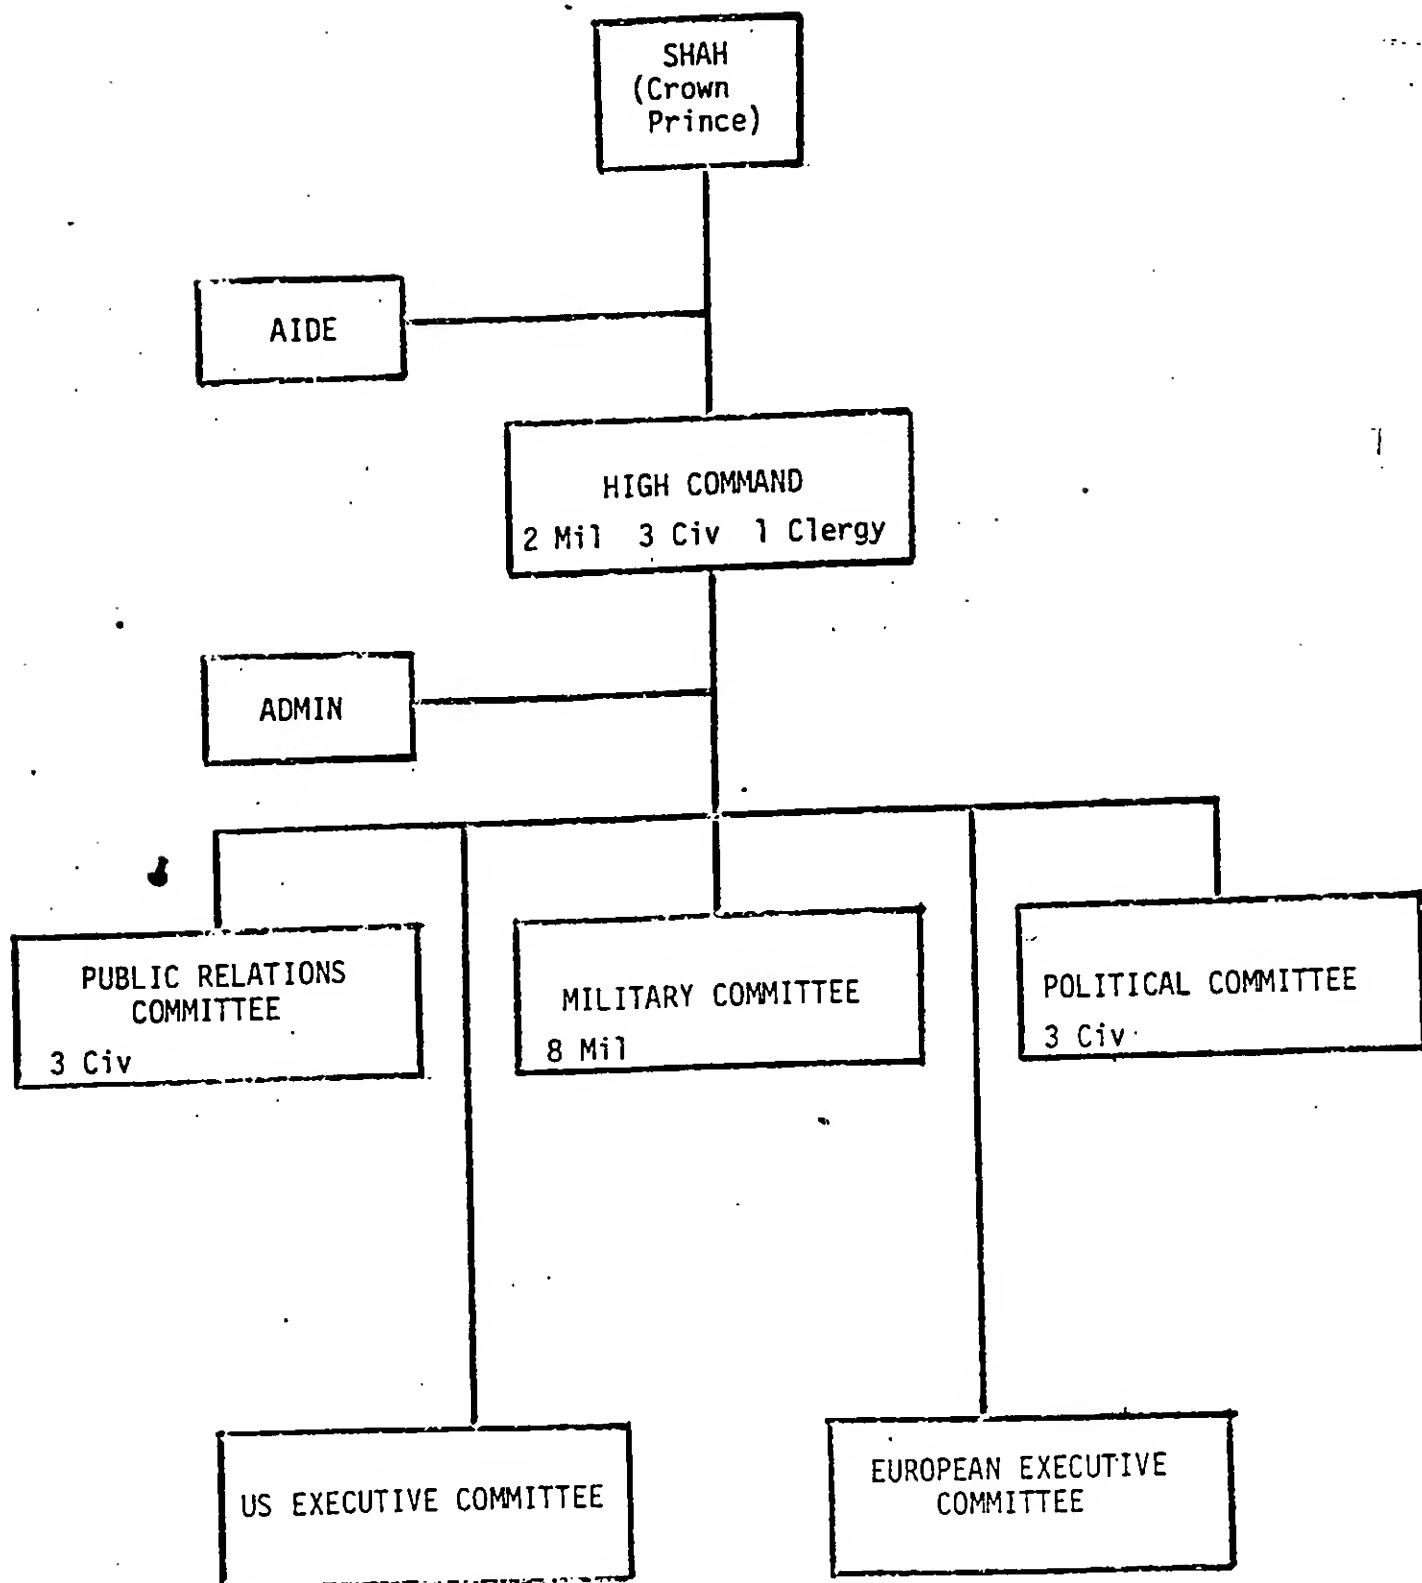 SHAH
(Crown
Prince)
AIDE
HIGH COMMAND
2 Mil 3 Civ 1 Clergy
ADMIN
PUBLIC RELATIONS
COMMITTEE
3 Civ
MILITARY COMMITTEE
8 Mil
POLITICAL COMMITTEE
3 Civ
US EXECUTIVE COMMITTEE
EUROPEAN EXECUTIVE
COMMITTEE